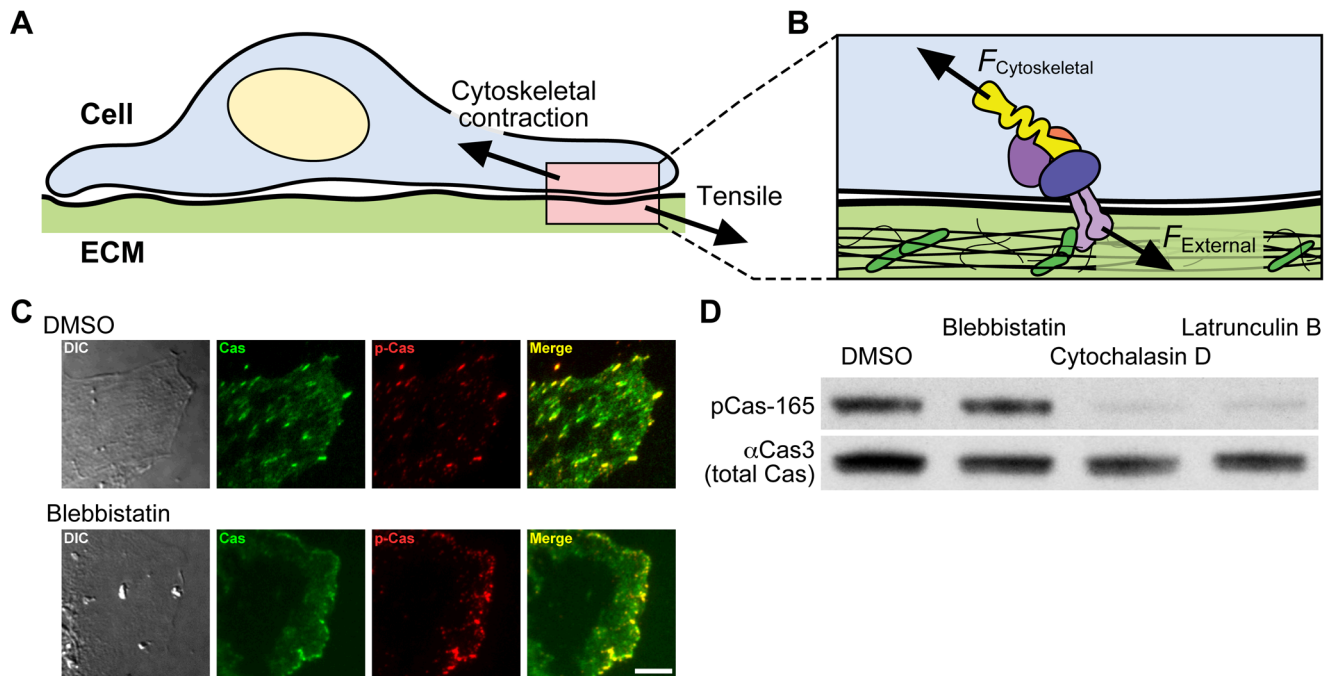 A
Cell
Cytoskeletal
contraction
Tensile
ECM
B
FCytoskeletal
FExternal
C
DMSO
DIC
Cas
p-Cas
Merge
Blebbistatin
DIC
Cas
p-Cas
Merge
D
Blebbistatin
Latrunculin B
DMSO
Cytochalasin D
pCas-165
αCas3
(total Cas)